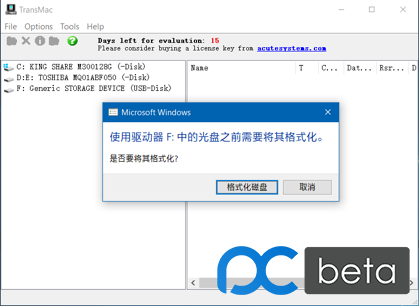 TransMac
File Options Tools Help
Days left for evaluation: 15
Please consider buying a license key from acutesystems.com
C: KING SHARE M300128G (-Disk)
D:E: TOSHIBA MQ01ABF050 (-Disk)
F: Generic STORAGE DEVICE (USB-Disk)
Name T C... Dat... Rsr... D
Microsoft Windows
使用驱动器 F: 中的光盘之前需要将其格式化。
是否要将其格式化?
格式化磁盘 取消
pc beta